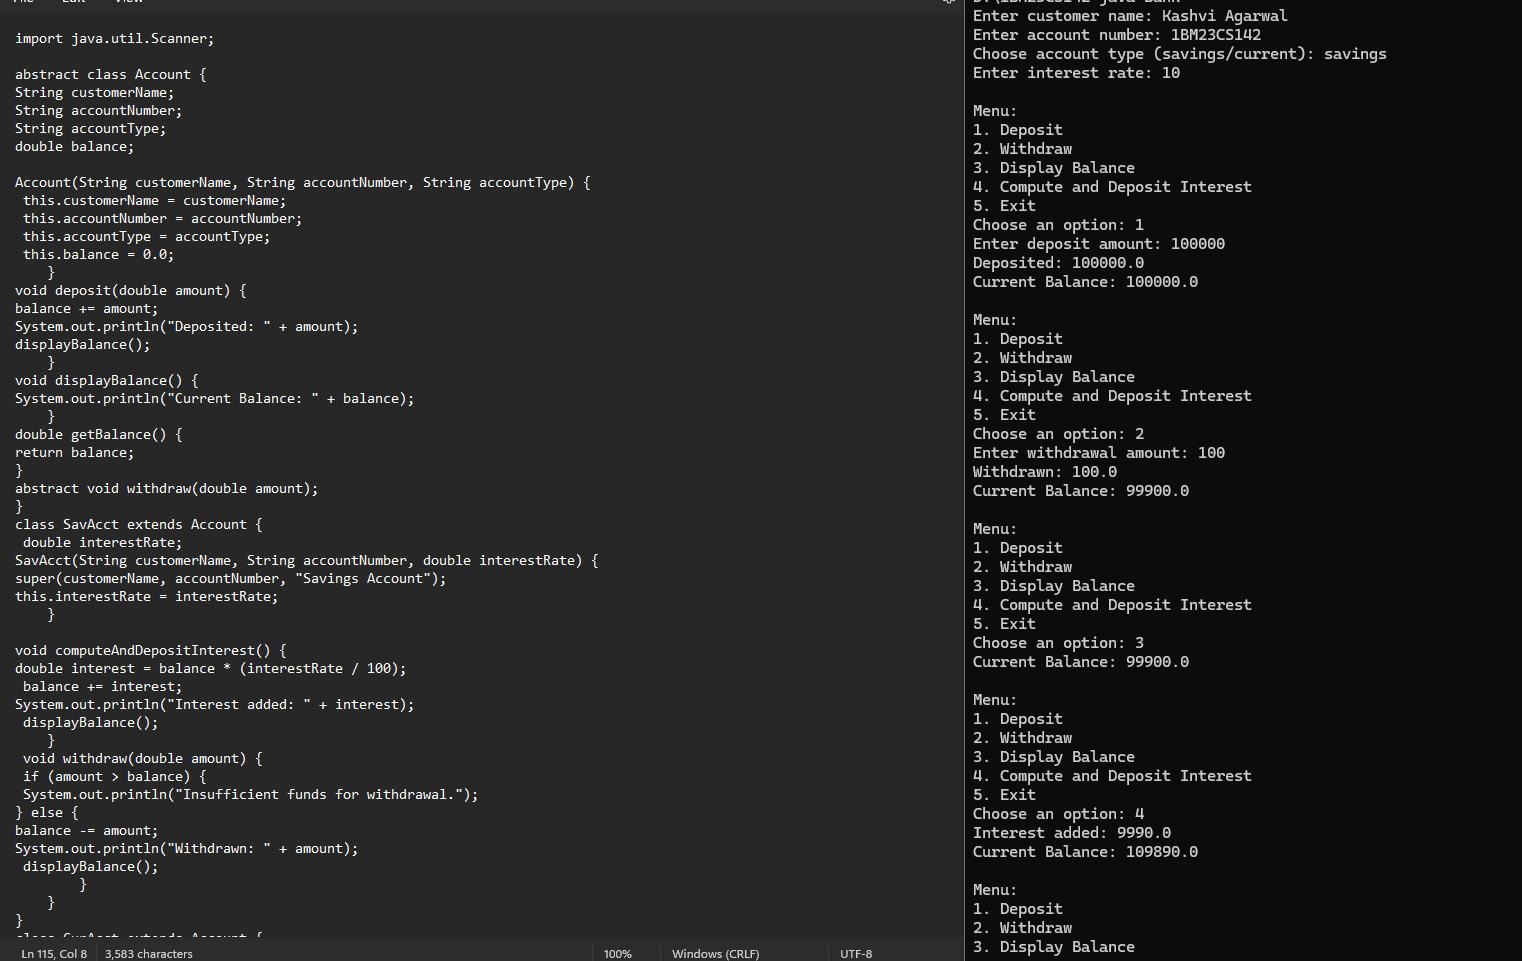 File Edit View
import java.util.Scanner;
abstract class Account {
String customerName;
String accountNumber;
String accountType;
double balance;
Account(String customerName, String accountNumber, String accountType) {
this.customerName = customerName;
this.accountNumber = accountNumber;
this.accountType = accountType;
this.balance = 0.0;
}
void deposit(double amount) {
balance += amount;
System.out.println("Deposited: " + amount);
displayBalance();
}
void displayBalance() {
System.out.println("Current Balance: " + balance);
}
double getBalance() {
return balance;
}
abstract void withdraw(double amount);
}
class SavAcct extends Account {
double interestRate;
SavAcct(String customerName, String accountNumber, double interestRate) {
super(customerName, accountNumber, "Savings Account");
this.interestRate = interestRate;
}
void computeAndDepositInterest() {
double interest = balance * (interestRate / 100);
balance += interest;
System.out.println("Interest added: " + interest);
displayBalance();
}
void withdraw(double amount) {
if (amount > balance) {
System.out.println("Insufficient funds for withdrawal.");
} else {
balance -= amount;
System.out.println("Withdrawn: " + amount);
displayBalance();
}
}
}
class CurAcct extends Account {
Ln 115, Col 8 3,583 characters 100% Windows (CRLF) UTF-8
D:\1BM23CS142>java Bank
Enter customer name: Kashvi Agarwal
Enter account number: 1BM23CS142
Choose account type (savings/current): savings
Enter interest rate: 10
Menu:
1. Deposit
2. Withdraw
3. Display Balance
4. Compute and Deposit Interest
5. Exit
Choose an option: 1
Enter deposit amount: 100000
Deposited: 100000.0
Current Balance: 100000.0
Menu:
1. Deposit
2. Withdraw
3. Display Balance
4. Compute and Deposit Interest
5. Exit
Choose an option: 2
Enter withdrawal amount: 100
Withdrawn: 100.0
Current Balance: 99900.0
Menu:
1. Deposit
2. Withdraw
3. Display Balance
4. Compute and Deposit Interest
5. Exit
Choose an option: 3
Current Balance: 99900.0
Menu:
1. Deposit
2. Withdraw
3. Display Balance
4. Compute and Deposit Interest
5. Exit
Choose an option: 4
Interest added: 9990.0
Current Balance: 109890.0
Menu:
1. Deposit
2. Withdraw
3. Display Balance